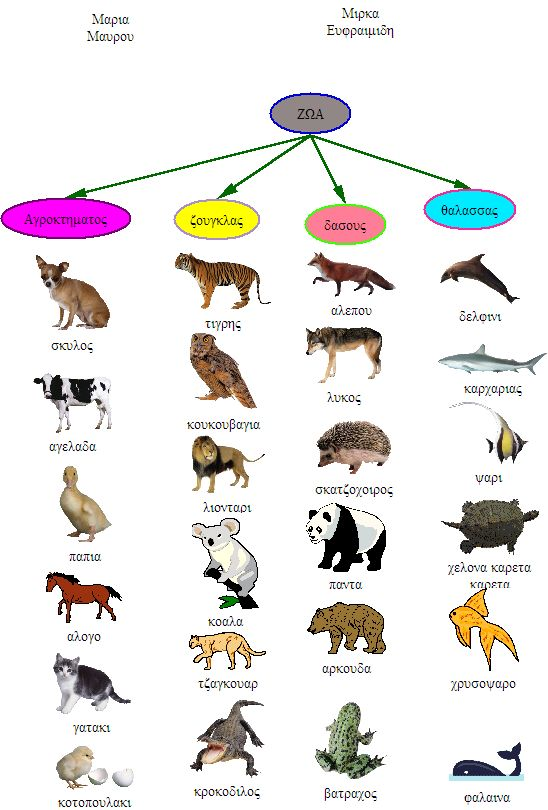 Μαρια
Μαυρου
Μιρκα
Ευφραιμιδη
ΖΩΑ
Αγροκτηματος
ζουγκλας
δασους
θαλασσας
σκυλος
τιγρης
αλεπου
δελφινι
αγελαδα
κουκουβαγια
λυκος
καρχαριας
παπια
λιονταρι
σκατζοχοιρος
ψαρι
αλογο
κοαλα
παντα
χελονα καρετα
καρετα
γατακι
τζαγκουαρ
αρκουδα
χρυσοψαρο
κοτοπουλακι
κροκοδιλος
βατραχος
φαλαινα